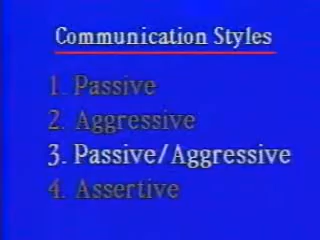 Communication Styles
1. Passive
2. Aggressive
3. Passive/Aggressive
4. Assertive